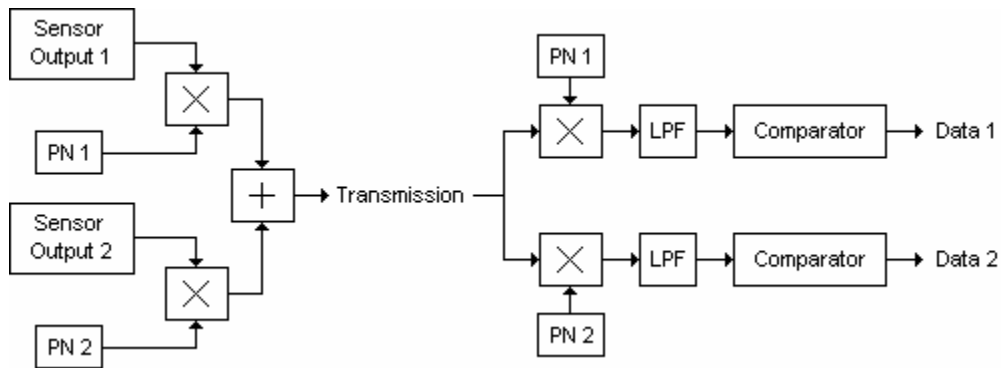 Sensor
Output 1
PN 1
Sensor
Output 2
PN 2
+
Transmission
PN 1
LPF
Comparator
Data 1
LPF
Comparator
Data 2
PN 2